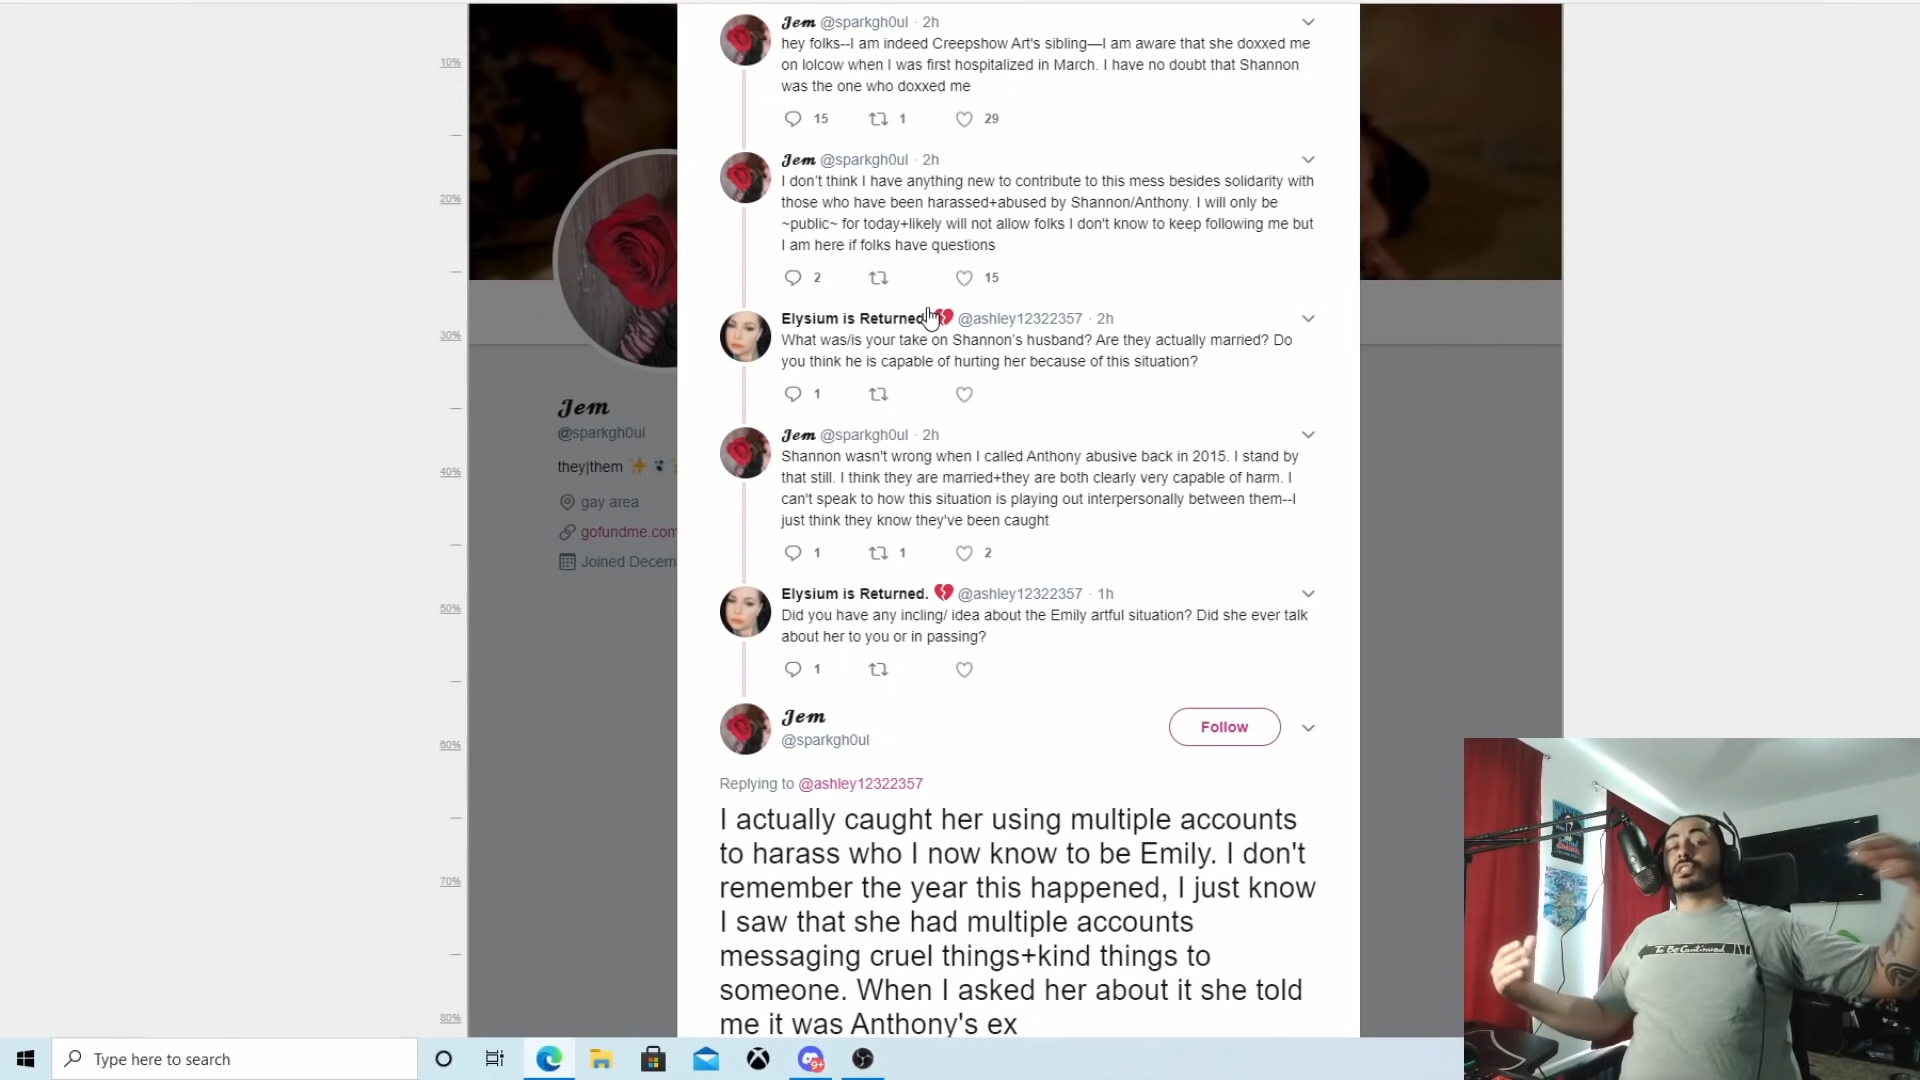 Jem @sparkgh0ul · 2h
hey folks--I am indeed Creepshow Art's sibling—I am aware that she doxxed me
on lolcow when I was first hospitalized in March. I have no doubt that Shannon
was the one who doxxed me
15 1 29
Jem @sparkgh0ul · 2h
I don't think I have anything new to contribute to this mess besides solidarity with
those who have been harassed+abused by Shannon/Anthony. I will only be
~public~ for today+likely will not allow folks I don't know to keep following me but
I am here if folks have questions
2 15
Elysium is Returned. 💔 @ashley12322357 · 2h
What was/is your take on Shannon's husband? Are they actually married? Do
you think he is capable of hurting her because of this situation?
1
Jem @sparkgh0ul · 2h
Shannon wasn't wrong when I called Anthony abusive back in 2015. I stand by
that still. I think they are married+they are both clearly very capable of harm. I
can't speak to how this situation is playing out interpersonally between them--I
just think they know they've been caught
1 1 2
Elysium is Returned. 💔 @ashley12322357 · 1h
Did you have any incling/ idea about the Emily artful situation? Did she ever talk
about her to you or in passing?
1
Jem
@sparkgh0ul
Follow
Replying to @ashley12322357
I actually caught her using multiple accounts
to harass who I now know to be Emily. I don't
remember the year this happened, I just know
I saw that she had multiple accounts
messaging cruel things+kind things to
someone. When I asked her about it she told
me it was Anthony's ex
10%
20%
30%
40%
50%
60%
70%
80%
Jem
@sparkgh0ul
they|them ✨
gay area
gofundme.com
Joined Decem
To Be Continued
WANTED
17
Type here to search
9+